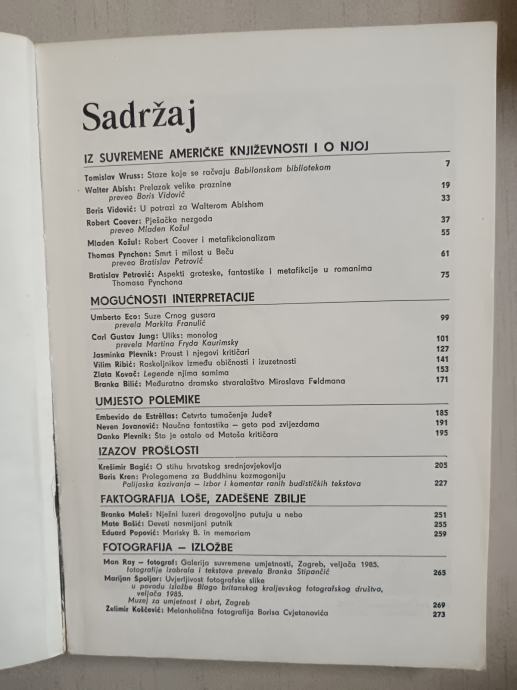 Sadržaj
IZ SUVREMENE AMERIČKE KNJIŽEVNOSTI I O NJOJ
Tomislav Wruss: Staze koje se račvaju Babilonskom bibliotekom 7
Walter Abish: Prelazak velike praznine 19
preveo Boris Vidović
Boris Vidović: U potrazi za Walterom Abishom 33
Robert Coover: Pješačka nezgoda 37
preveo Mladen Kožul
Mladen Kožul: Robert Coover i metafikcionalizam 55
Thomas Pynchon: Smrt i milost u Beču 61
preveo Bratislav Petrović
Bratislav Petrović: Aspekti groteske, fantastike i metafikcije u romanima 75
Thomasa Pynchona
MOGUĆNOSTI INTERPRETACIJE
Umberto Eco: Suze Crnog gusara 99
prevela Markita Franulić
Carl Gustav Jung: Uliks: monolog 101
prevela Martina Fryda Kaurimsky
Jasminka Plevnik: Proust i njegovi kritičari 127
Vilim Ribić: Raskoljnikov između običnosti i izuzetnosti 141
Zlata Kovač: Legende njima samima 153
Branka Bilić: Međuratno dramsko stvaralaštvo Miroslava Feldmana 171
UMJESTO POLEMIKE
Embevido de Estrêllas: Četvrto tumačenje Jude? 185
Neven Jovanović: Naučna fantastika – geto pod zvijezdama 191
Danko Plevnik: Što je ostalo od Matoša kritičara 195
IZAZOV PROŠLOSTI
Krešimir Bagić: O stihu hrvatskog srednjovjekovlja 205
Boris Kren: Prolegomena za Buddhinu kozmogoniju
Palijaska kazivanja – Izbor i komentar ranih budističkih tekstova 227
FAKTOGRAFIJA LOŠE, ZADEŠENE ZBILJE
Branko Maleš: Nježni luzeri dragovoljno putuju u nebo 251
Mate Bašić: Deveti nasmijani putnik 255
Eduard Popović: Marisky B. in memoriam 259
FOTOGRAFIJA – IZLOŽBE
Man Ray – fotograf: Galerija suvremene umjetnosti, Zagreb, veljača 1985.
fotografije izabrala i tekstove prevela Branka Stipančić 265
Marijan Špoljar: Uvjerljivost fotografske slike
u povodu izložbe Blago britanskog kraljevskog fotografskog društva,
veljača 1985.
Muzej za umjetnost i obrt, Zagreb 269
Želimir Koščević: Melanholična fotografija Borisa Cvjetanovića 273